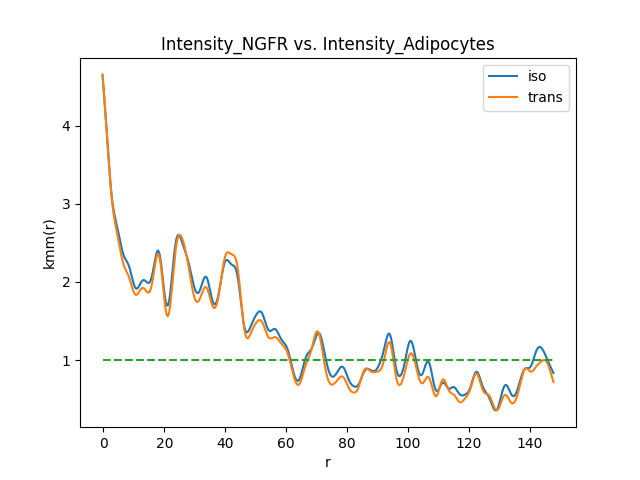 Intensity_NGFR vs. Intensity_Adipocytes
iso
trans
4
3
2
1
kmm(r)
0 20 40 60 80 100 120 140
r